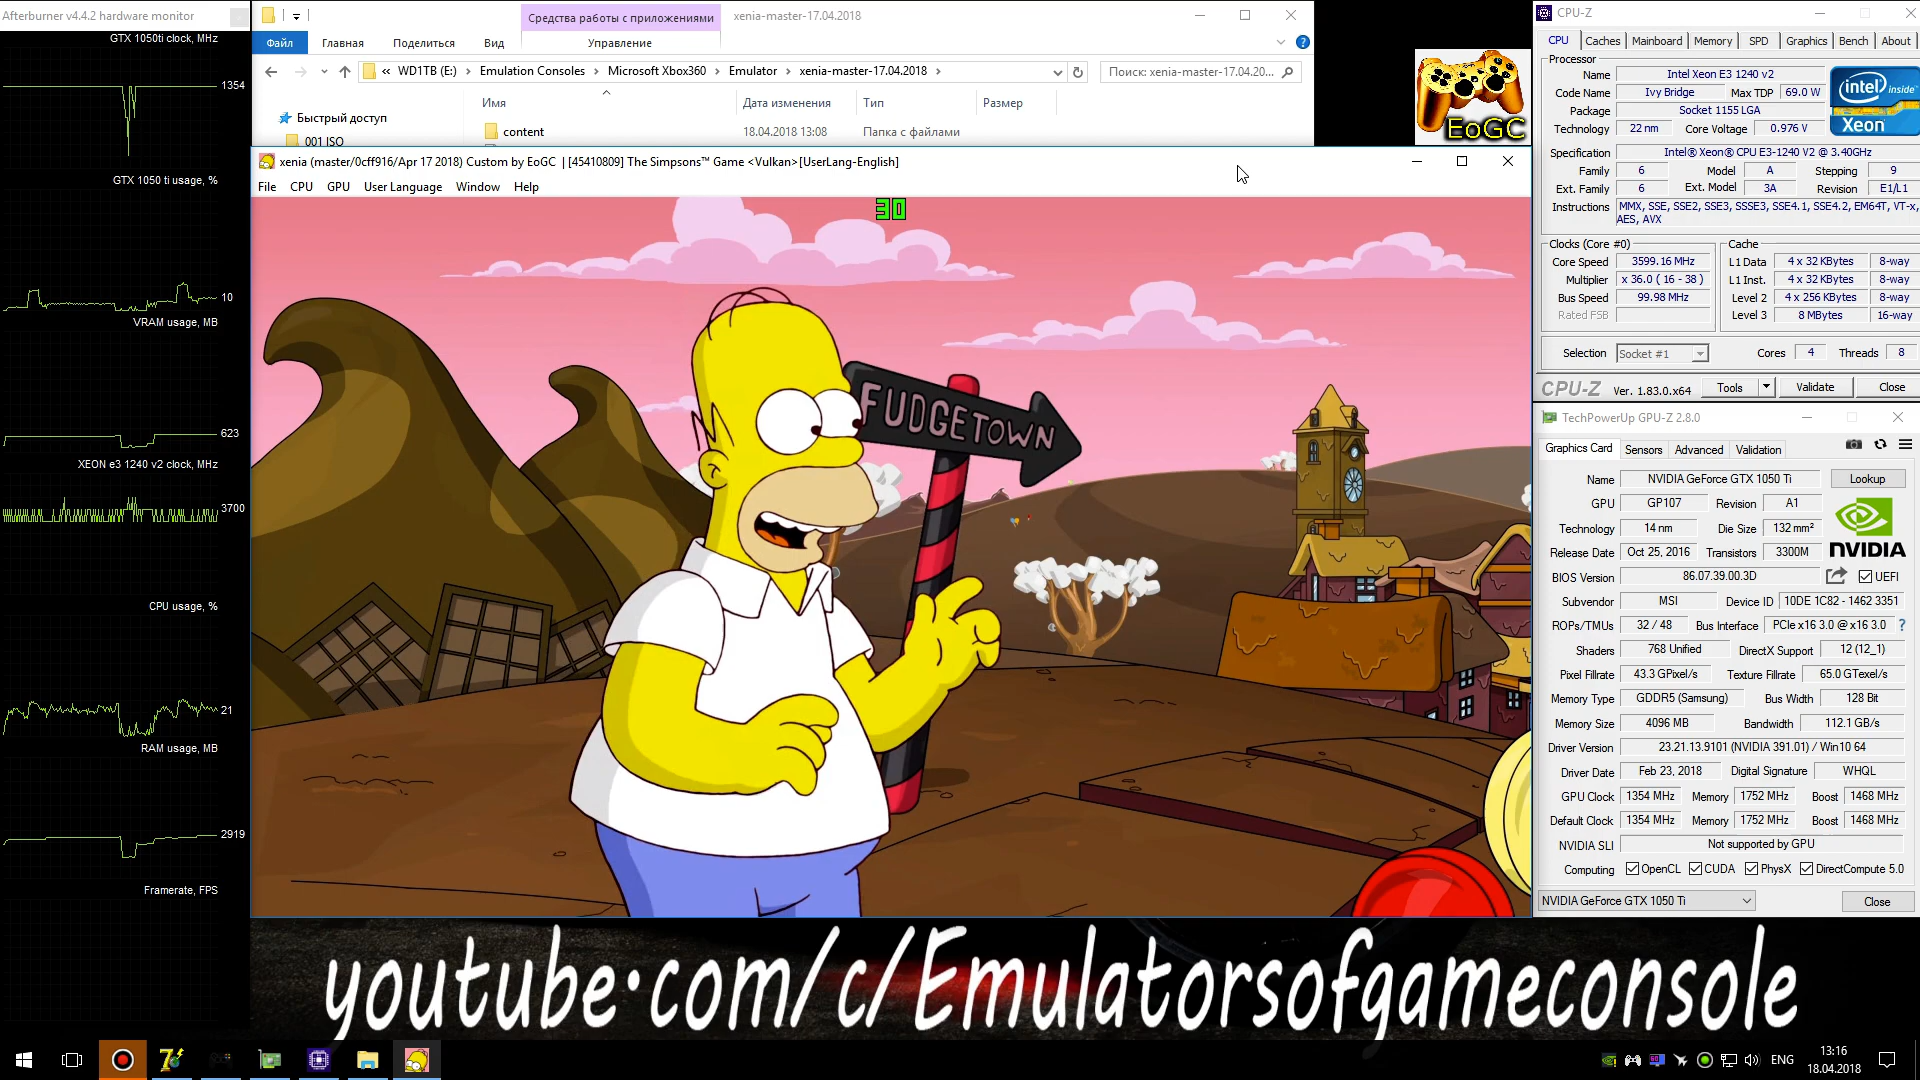 Afterburner v4.4.2 hardware monitor
GTX 1050ti clock, MHz
1354
GTX 1050 ti usage, %
10
VRAM usage, MB
623
XEON e3 1240 v2 clock, MHz
3700
CPU usage, %
21
RAM usage, MB
2919
Framerate, FPS
Средства работы с приложениями
xenia-master-17.04.2018
Файл Главная Поделиться Вид Управление
« WD1TB (E:) > Emulation Consoles > Microsoft Xbox360 > Emulator > xenia-master-17.04.2018 >
Поиск: xenia-master-17.04.20...
Имя Дата изменения Тип Размер
Быстрый доступ
001 ISO
content 18.04.2018 13:08 Папка с файлами
EoGC
xenia (master/0cff916/Apr 17 2018) Custom by EoGC | [45410809] The Simpsons™ Game <Vulkan>[UserLang-English]
File CPU GPU User Language Window Help
30
FUDGETOWN
CPU-Z
CPU Caches Mainboard Memory SPD Graphics Bench About
Processor
Name Intel Xeon E3 1240 v2
Code Name Ivy Bridge Max TDP 69.0 W
Package Socket 1155 LGA
Technology 22 nm Core Voltage 0.976 V
intel inside™
Xeon
Specification Intel® Xeon® CPU E3-1240 V2 @ 3.40GHz
Family 6 Model A Stepping 9
Ext. Family 6 Ext. Model 3A Revision E1/L1
Instructions MMX, SSE, SSE2, SSE3, SSSE3, SSE4.1, SSE4.2, EM64T, VT-x,
AES, AVX
Clocks (Core #0) Cache
Core Speed 3599.16 MHz L1 Data 4 x 32 KBytes 8-way
Multiplier x 36.0 ( 16 - 38 ) L1 Inst. 4 x 32 KBytes 8-way
Bus Speed 99.98 MHz Level 2 4 x 256 KBytes 8-way
Rated FSB Level 3 8 MBytes 16-way
Selection Socket #1 Cores 4 Threads 8
CPU-Z Ver. 1.83.0.x64 Tools Validate Close
TechPowerUp GPU-Z 2.8.0
Graphics Card Sensors Advanced Validation
Name NVIDIA GeForce GTX 1050 Ti Lookup
GPU GP107 Revision A1
Technology 14 nm Die Size 132 mm²
Release Date Oct 25, 2016 Transistors 3300M
NVIDIA
BIOS Version 86.07.39.00.3D UEFI
Subvendor MSI Device ID 10DE 1C82 - 1462 3351
ROPs/TMUs 32 / 48 Bus Interface PCIe x16 3.0 @ x16 3.0 ?
Shaders 768 Unified DirectX Support 12 (12_1)
Pixel Fillrate 43.3 GPixel/s Texture Fillrate 65.0 GTexel/s
Memory Type GDDR5 (Samsung) Bus Width 128 Bit
Memory Size 4096 MB Bandwidth 112.1 GB/s
Driver Version 23.21.13.9101 (NVIDIA 391.01) / Win10 64
Driver Date Feb 23, 2018 Digital Signature WHQL
GPU Clock 1354 MHz Memory 1752 MHz Boost 1468 MHz
Default Clock 1354 MHz Memory 1752 MHz Boost 1468 MHz
NVIDIA SLI Not supported by GPU
Computing OpenCL CUDA PhysX DirectCompute 5.0
NVIDIA GeForce GTX 1050 Ti Close
youtube.com/c/Emulatorsofgameconsole
ENG
13:16
18.04.2018